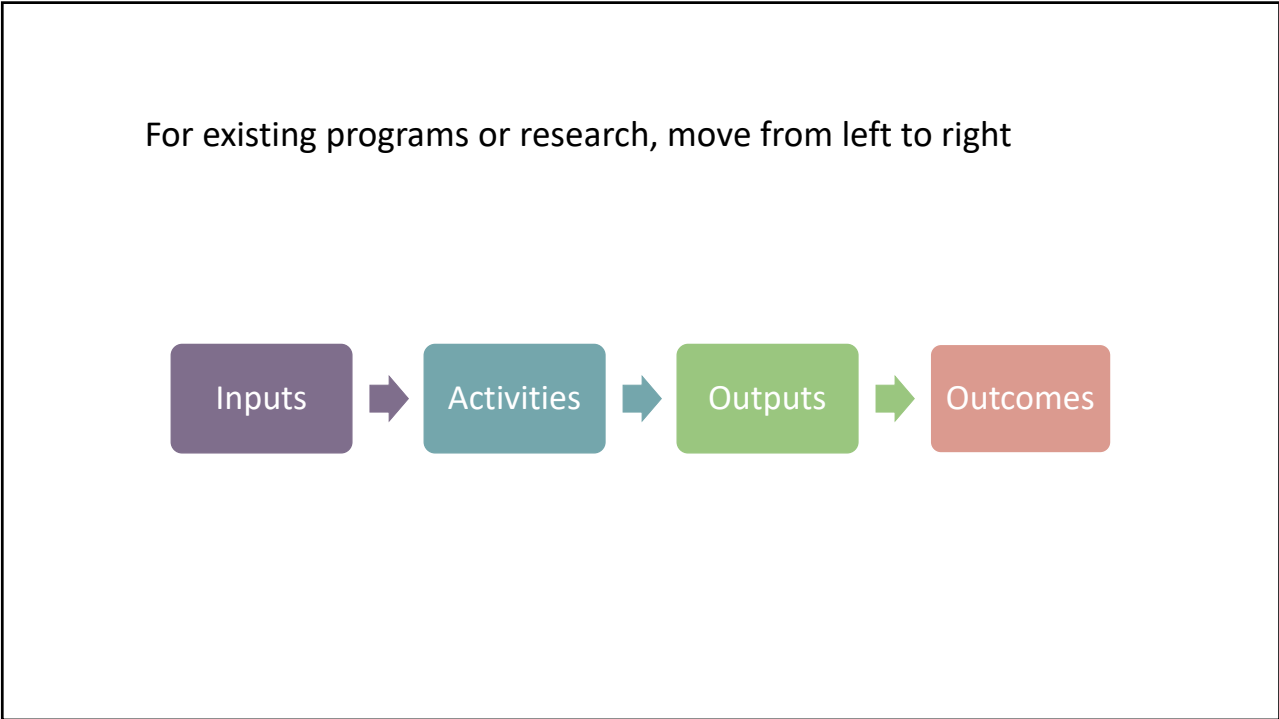 For existing programs or research, move from left to right
Inputs
Activities
Outputs
Outcomes